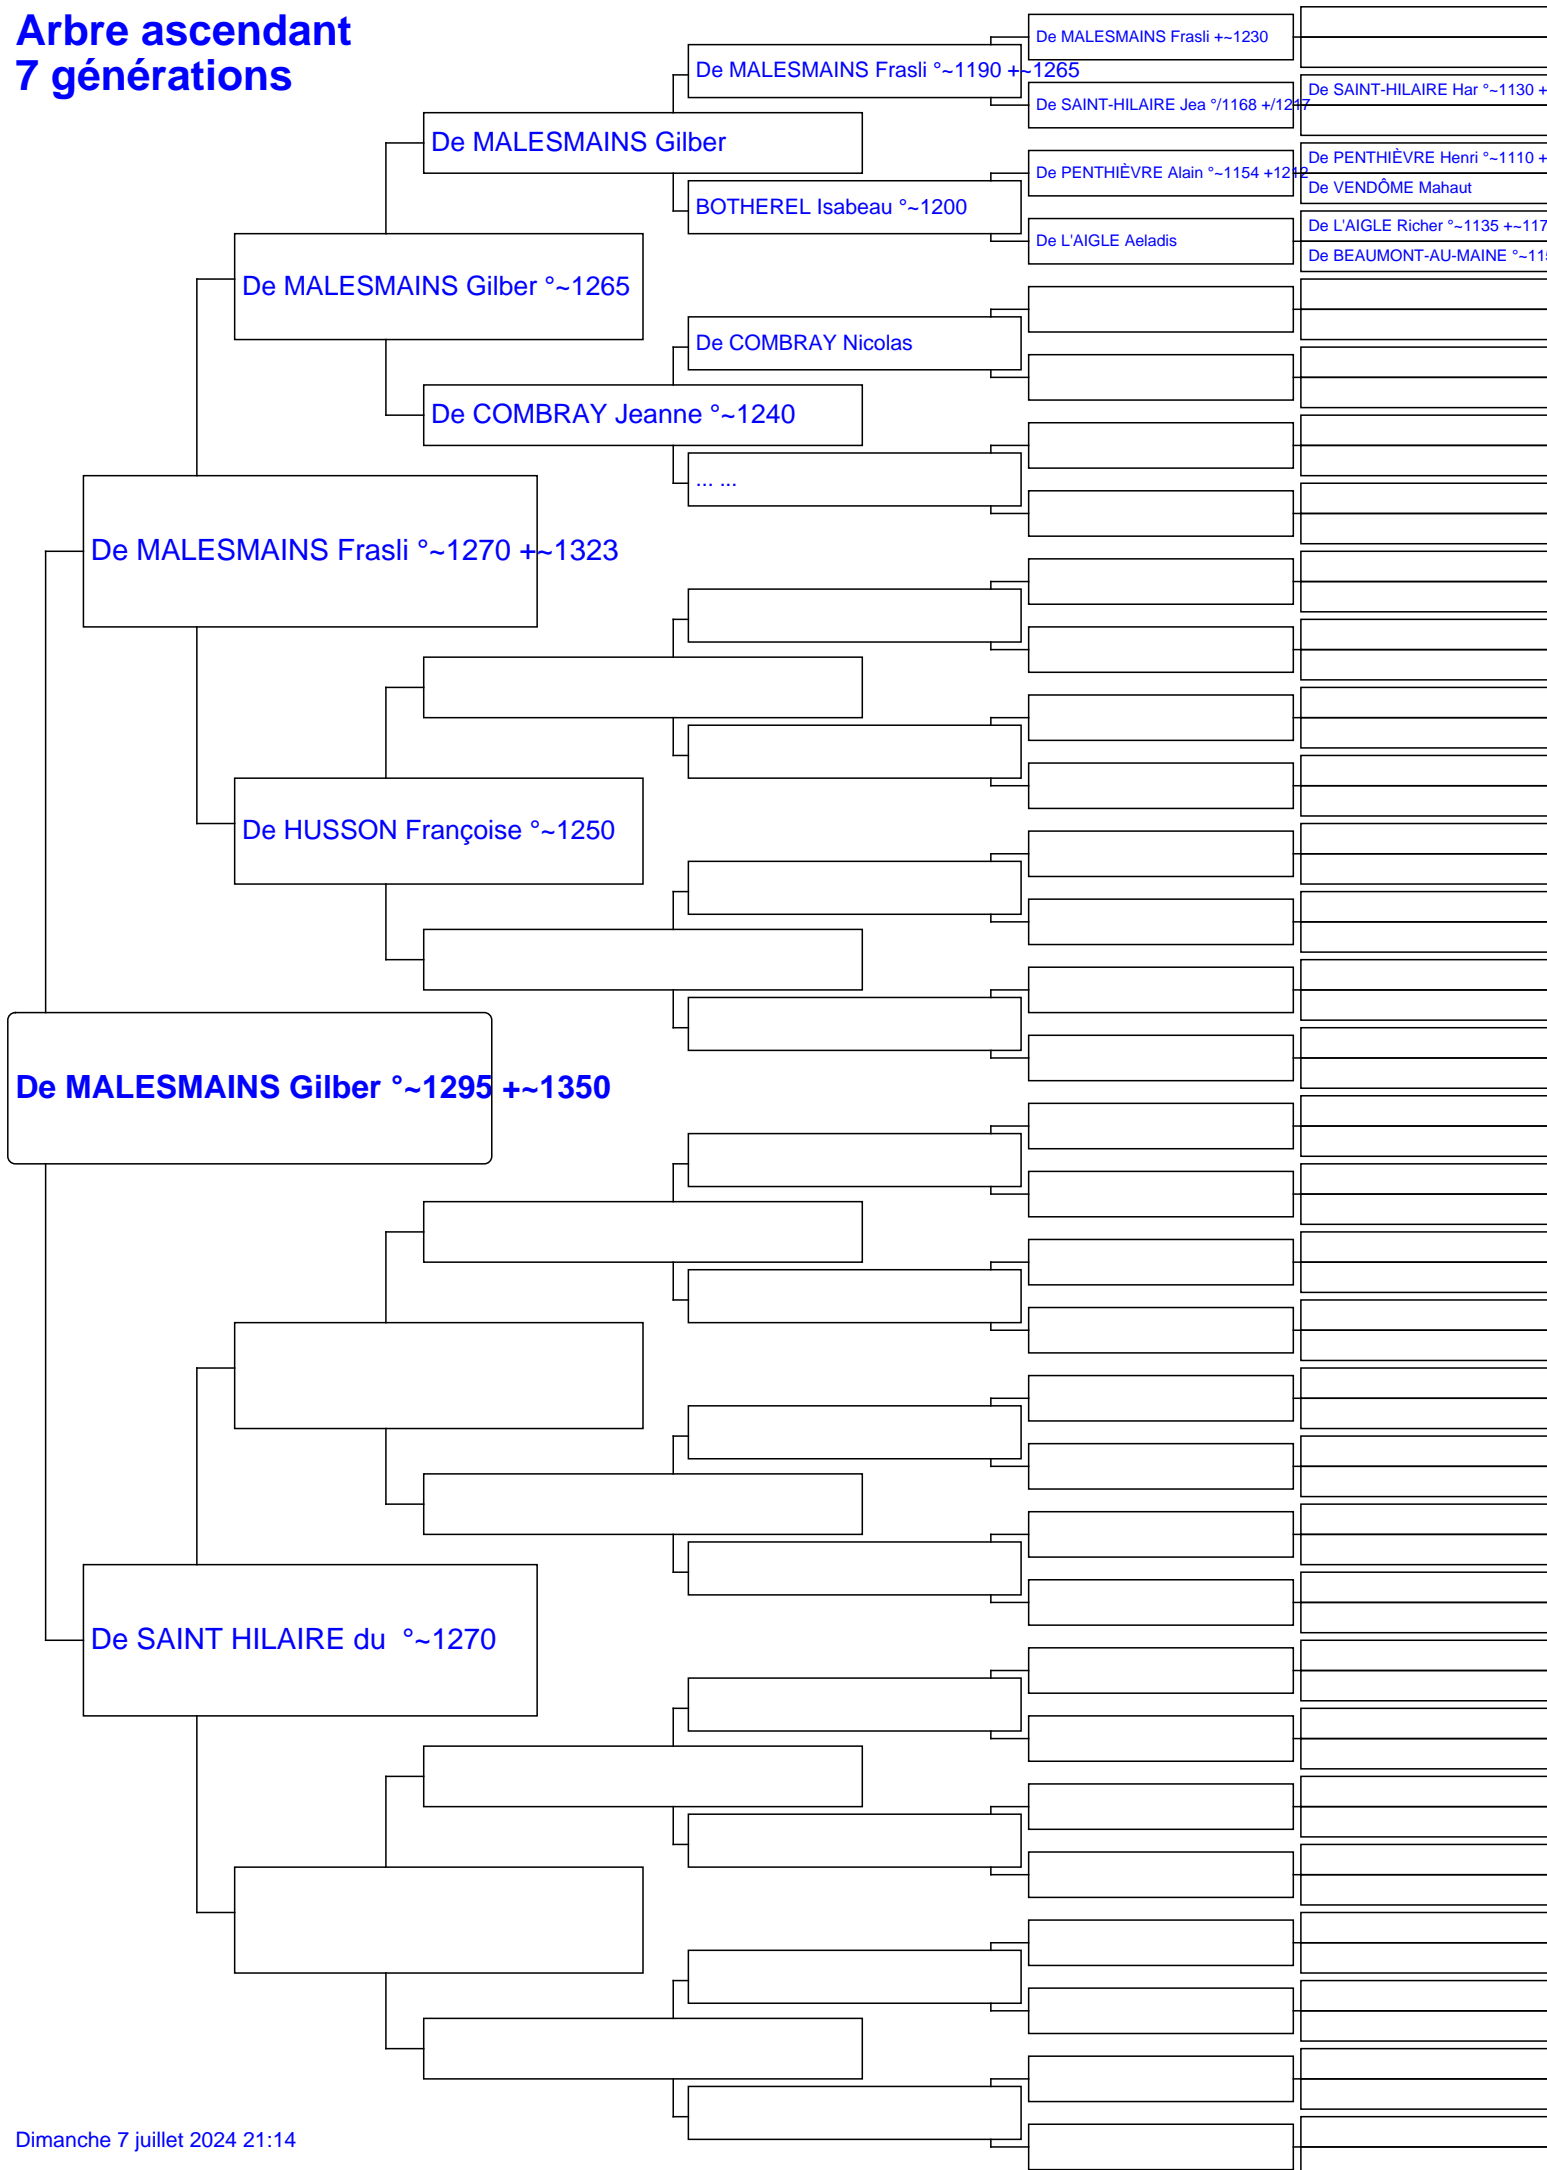 Arbre ascendant
7 générations
De MALESMAINS Frasli +~1230
De MALESMAINS Frasli °~1190 +~1265
De SAINT-HILAIRE Har °~1130 +
De SAINT-HILAIRE Jea °/1168 +/1217
De MALESMAINS Gilber
De PENTHIÈVRE Henri °~1110 +
De PENTHIÈVRE Alain °~1154 +1212
De VENDÔME Mahaut
BOTHEREL Isabeau °~1200
De L'AIGLE Richer °~1135 +~117
De L'AIGLE Aeladis
De BEAUMONT-AU-MAINE °~115
De MALESMAINS Gilber °~1265
De COMBRAY Nicolas
De COMBRAY Jeanne °~1240
... ...
De MALESMAINS Frasli °~1270 +~1323
De HUSSON Françoise °~1250
De MALESMAINS Gilber °~1295 +~1350
De SAINT HILAIRE du  °~1270
Dimanche 7 juillet 2024 21:14